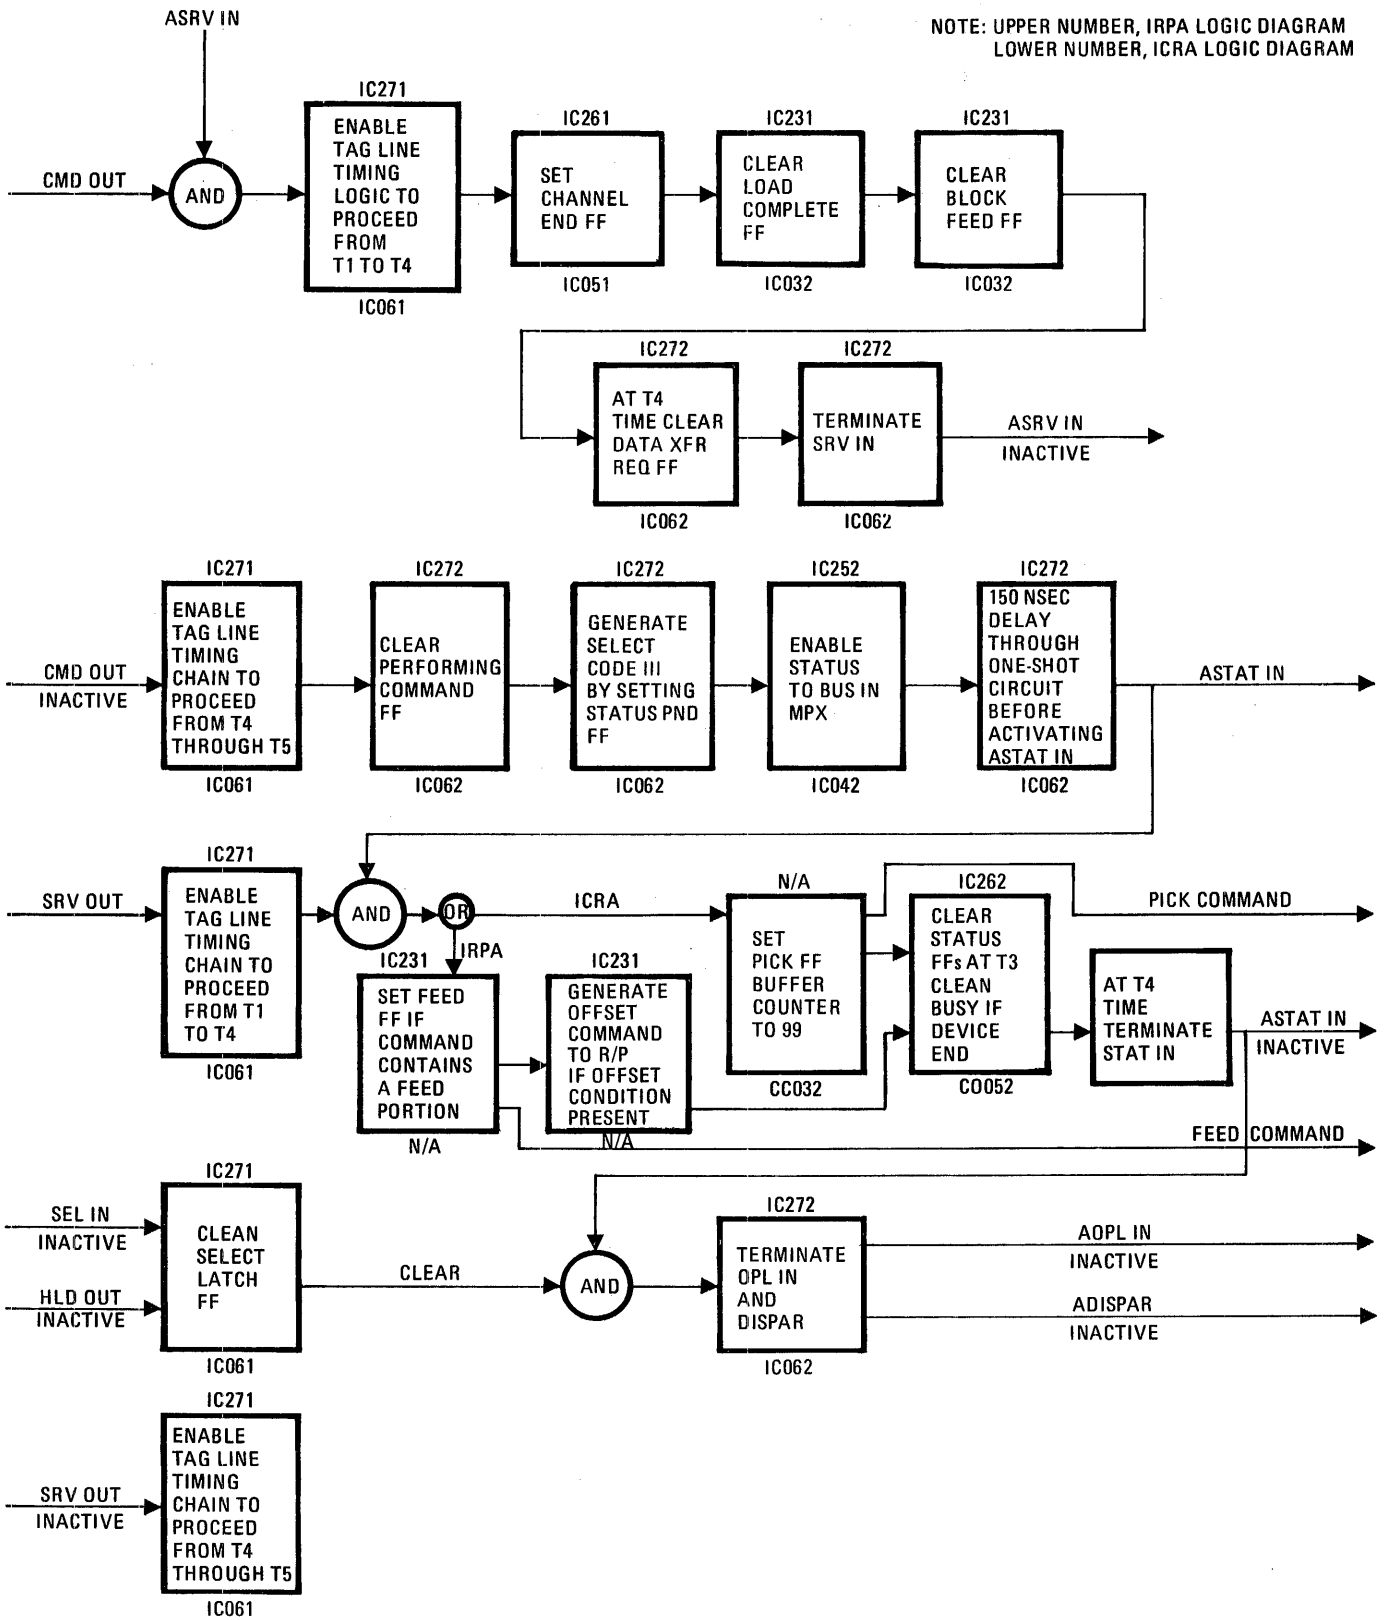 ASRV IN
NOTE: UPPER NUMBER, IRPA LOGIC DIAGRAM
LOWER NUMBER, ICRA LOGIC DIAGRAM
CMD OUT
AND
IC271
ENABLE
TAG LINE
TIMING
LOGIC TO
PROCEED
FROM
T1 TO T4
IC061
IC261
SET
CHANNEL
END FF
IC051
IC231
CLEAR
LOAD
COMPLETE
FF
IC032
IC231
CLEAR
BLOCK
FEED FF
IC032
IC272
AT T4
TIME CLEAR
DATA XFR
REQ FF
IC062
IC272
TERMINATE
SRV IN
IC062
ASRV IN
INACTIVE
CMD OUT
INACTIVE
IC271
ENABLE
TAG LINE
TIMING
CHAIN TO
PROCEED
FROM T4
THROUGH T5
IC061
IC272
CLEAR
PERFORMING
COMMAND
FF
IC062
IC272
GENERATE
SELECT
CODE III
BY SETTING
STATUS PND
FF
IC062
IC252
ENABLE
STATUS
TO BUS IN
MPX
IC042
IC272
150 NSEC
DELAY
THROUGH
ONE-SHOT
CIRCUIT
BEFORE
ACTIVATING
ASTAT IN
IC062
ASTAT IN
SRV OUT
IC271
ENABLE
TAG LINE
TIMING
CHAIN TO
PROCEED
FROM T1
TO T4
IC061
AND
OR
ICRA
IRPA
IC231
SET FEED
FF IF
COMMAND
CONTAINS
A FEED
PORTION
N/A
IC231
GENERATE
OFFSET
COMMAND
TO R/P
IF OFFSET
CONDITION
PRESENT
N/A
N/A
SET
PICK FF
BUFFER
COUNTER
TO 99
CC032
IC262
CLEAR
STATUS
FFs AT T3
CLEAN
BUSY IF
DEVICE
END
CO052
AT T4
TIME
TERMINATE
STAT IN
PICK COMMAND
ASTAT IN
INACTIVE
FEED COMMAND
SEL IN
INACTIVE
HLD OUT
INACTIVE
IC271
CLEAN
SELECT
LATCH
FF
IC061
CLEAR
AND
IC272
TERMINATE
OPL IN
AND
DISPAR
IC062
AOPL IN
INACTIVE
ADISPAR
INACTIVE
SRV OUT
INACTIVE
IC271
ENABLE
TAG LINE
TIMING
CHAIN TO
PROCEED
FROM T4
THROUGH T5
IC061